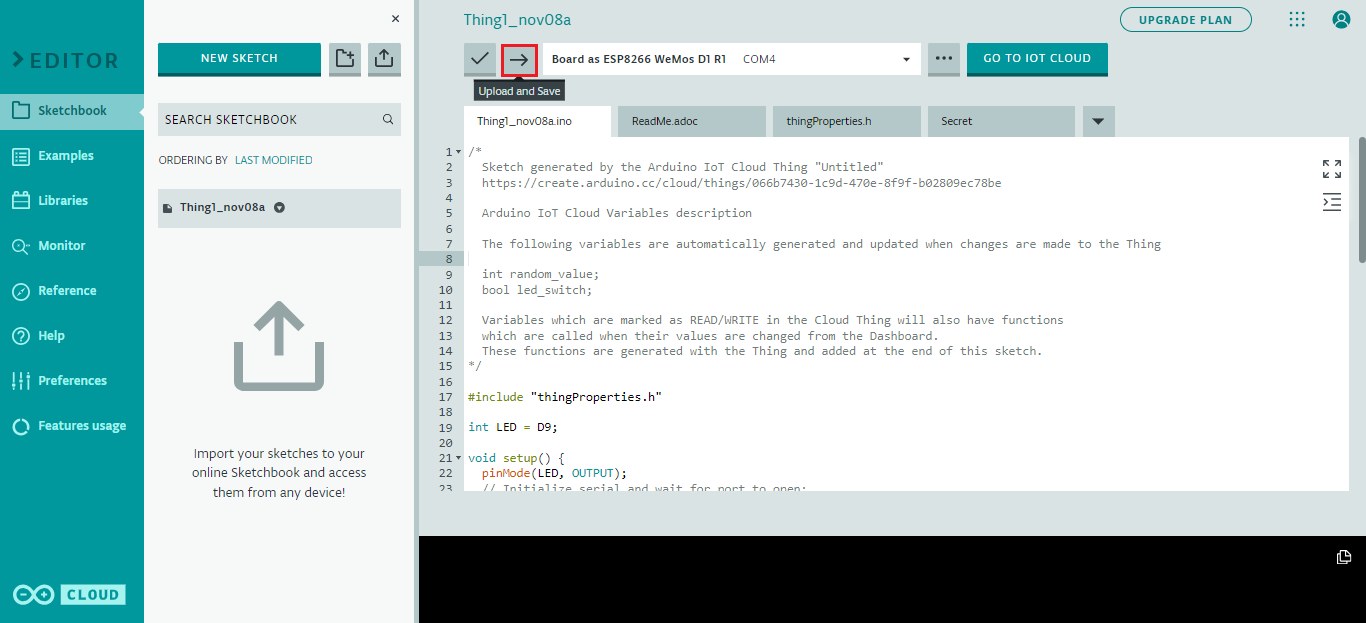 EDITOR
Sketchbook
Examples
Libraries
Monitor
Reference
Help
Preferences
Features usage
CLOUD
×
NEW SKETCH
SEARCH SKETCHBOOK
ORDERING BY LAST MODIFIED
Thing1_nov08a
Import your sketches to your
online Sketchbook and access
them from any device!
Thing1_nov08a
UPGRADE PLAN
Board as ESP8266 WeMos D1 R1 COM4
GO TO IOT CLOUD
Upload and Save
Thing1_nov08a.ino ReadMe.adoc thingProperties.h Secret
1 /*
2 Sketch generated by the Arduino IoT Cloud Thing "Untitled"
3 https://create.arduino.cc/cloud/things/066b7430-1c9d-470e-8f9f-b02809ec78be
4
5 Arduino IoT Cloud Variables description
6
7 The following variables are automatically generated and updated when changes are made to the Thing
8
9 int random_value;
10 bool led_switch;
11
12 Variables which are marked as READ/WRITE in the Cloud Thing will also have functions
13 which are called when their values are changed from the Dashboard.
14 These functions are generated with the Thing and added at the end of this sketch.
15 */
16
17 #include "thingProperties.h"
18
19 int LED = D9;
20
21 void setup() {
22 pinMode(LED, OUTPUT);
23 // Initialize serial and wait for port to open: